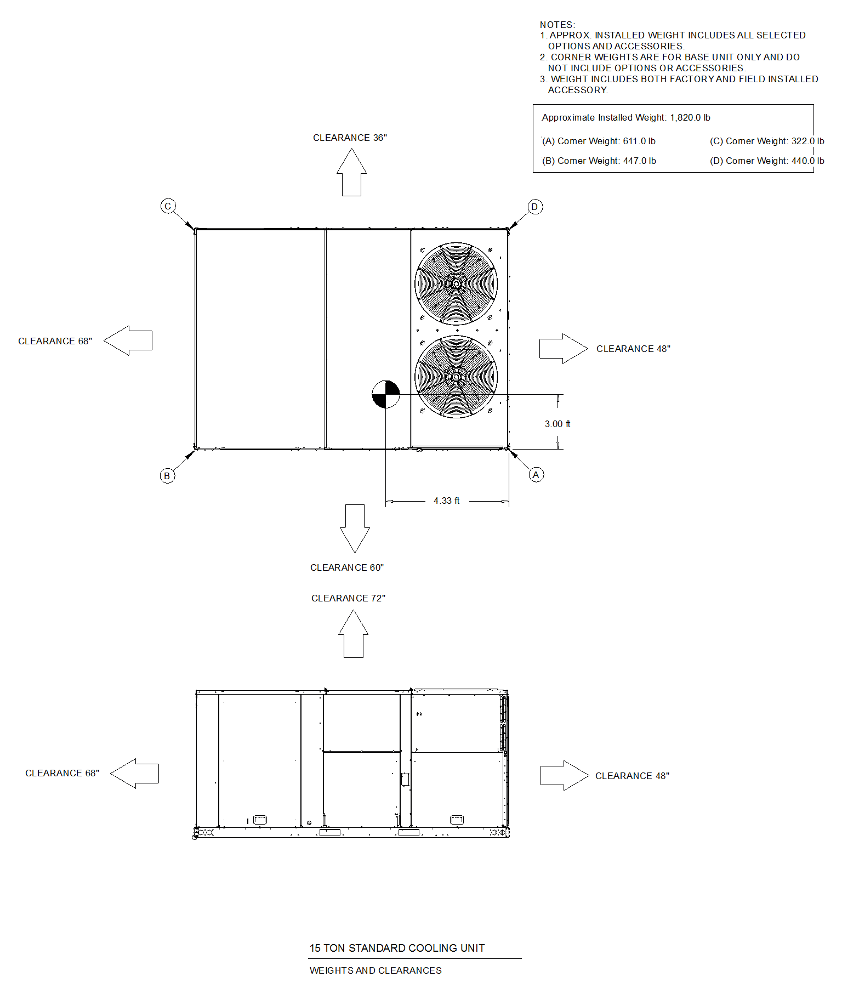 NOTES:
1. APPROX. INSTALLED WEIGHT INCLUDES ALL SELECTED
OPTIONS AND ACCESSORIES.
2. CORNER WEIGHTS ARE FOR BASE UNIT ONLY AND DO
NOT INCLUDE OPTIONS OR ACCESSORIES.
3. WEIGHT INCLUDES BOTH FACTORY AND FIELD INSTALLED
ACCESSORY.
Approximate Installed Weight: 1,820.0 lb
(A) Corner Weight: 611.0 lb (C) Corner Weight: 322.0 lb
(B) Corner Weight: 447.0 lb (D) Corner Weight: 440.0 lb
CLEARANCE 36"
C
D
CLEARANCE 68"
CLEARANCE 48"
3.00 ft
B
A
4.33 ft
CLEARANCE 60"
CLEARANCE 72"
CLEARANCE 68"
CLEARANCE 48"
15 TON STANDARD COOLING UNIT
WEIGHTS AND CLEARANCES